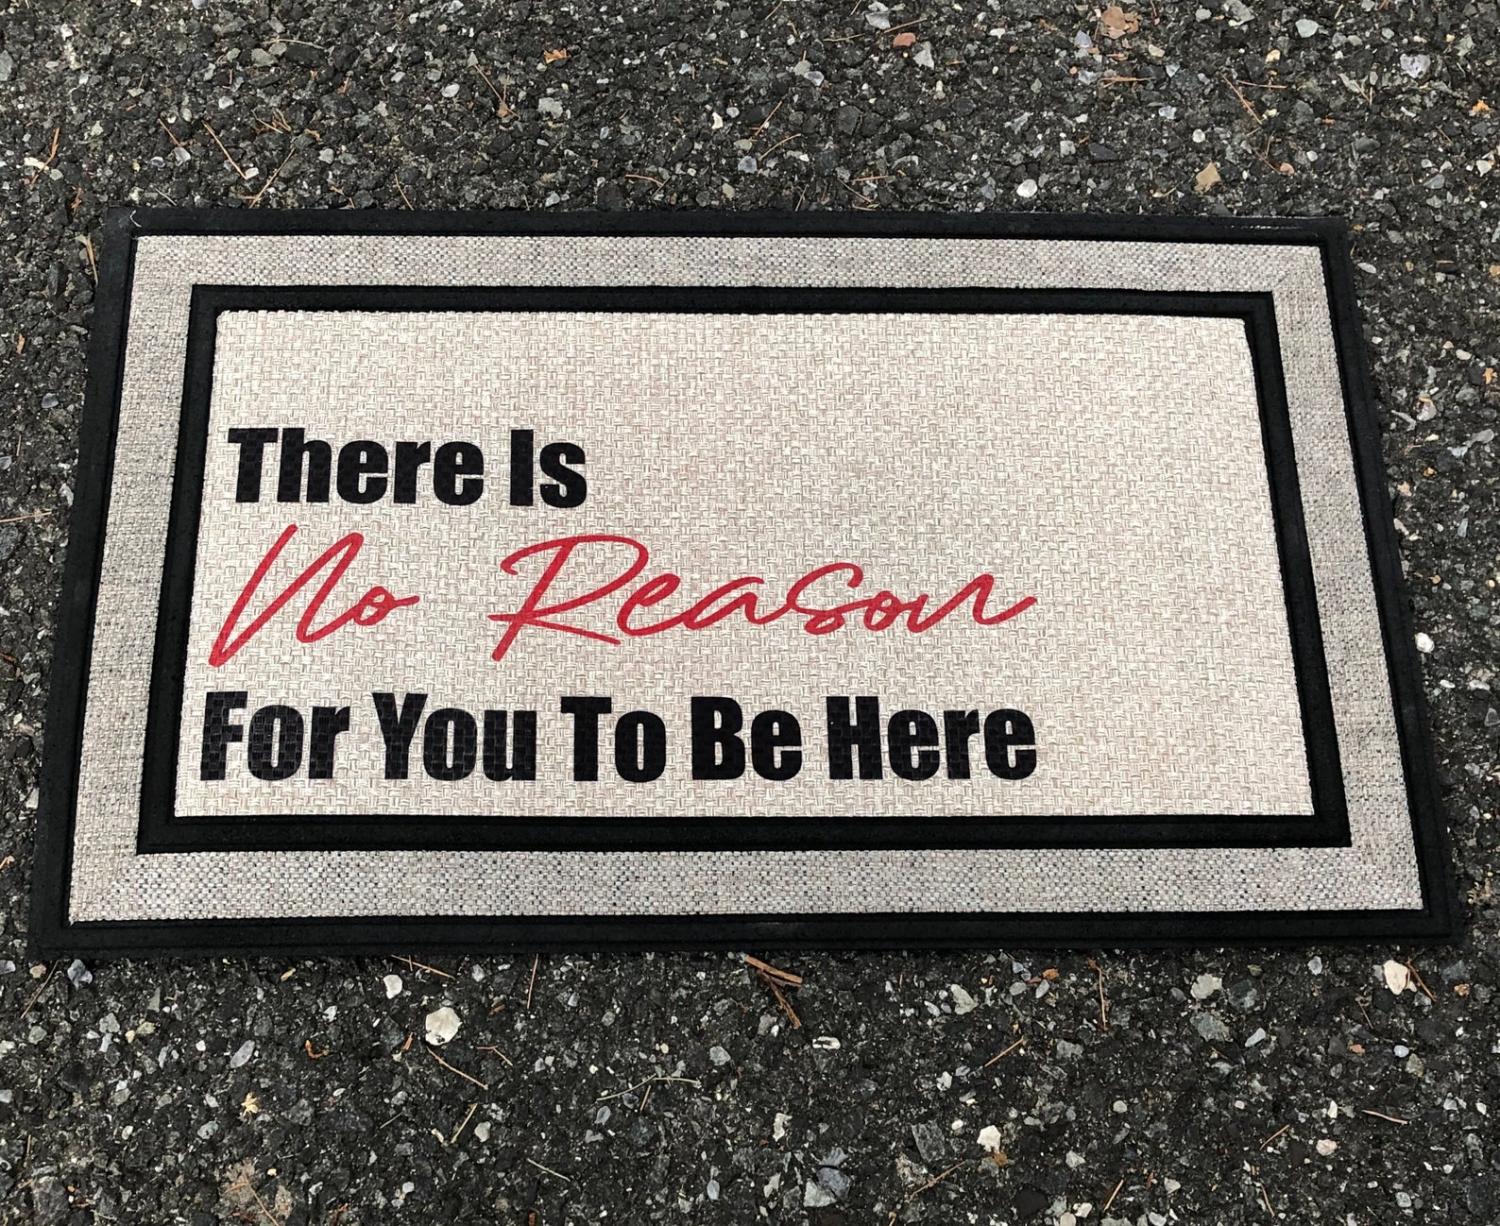 There Is
No Reason
For You To Be Here